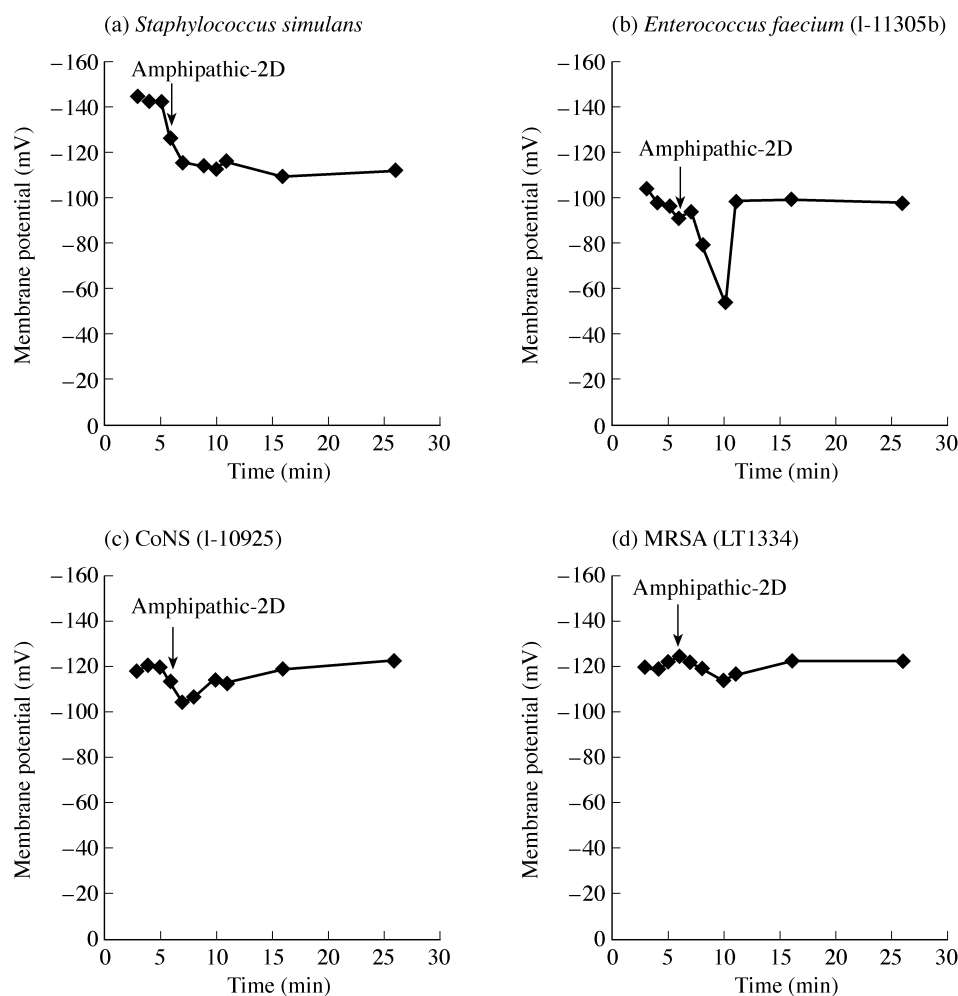 (a) Staphylococcus simulans
Membrane potential (mV)
–160
–140
–120
–100
–80
–60
–40
–20
0
Amphipathic-2D
0 5 10 15 20 25 30
Time (min)
(b) Enterococcus faecium (l-11305b)
Membrane potential (mV)
–160
–140
–120
–100
–80
–60
–40
–20
0
Amphipathic-2D
0 5 10 15 20 25 30
Time (min)
(c) CoNS (l-10925)
Membrane potential (mV)
–160
–140
–120
–100
–80
–60
–40
–20
0
Amphipathic-2D
0 5 10 15 20 25 30
Time (min)
(d) MRSA (LT1334)
Membrane potential (mV)
–160
–140
–120
–100
–80
–60
–40
–20
0
Amphipathic-2D
0 5 10 15 20 25 30
Time (min)